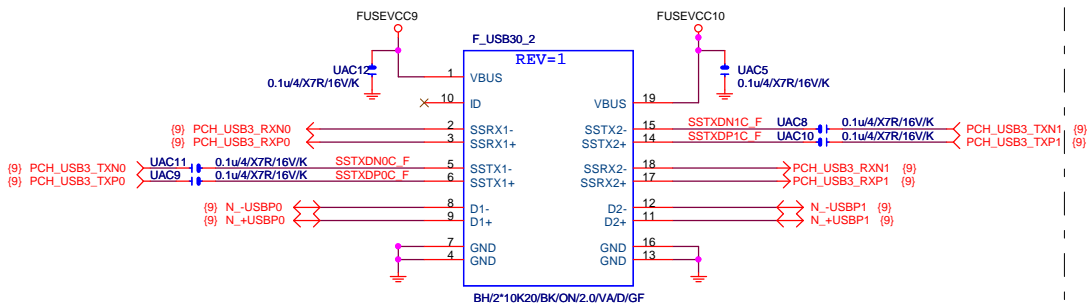 FUSEVCC9
FUSEVCC10
F_USB30_2
REV=1
UAC12
0.1u/4/X7R/16V/K
UAC5
0.1u/4/X7R/16V/K
1 VBUS
10 ID
VBUS 19
{9} PCH_USB3_RXN0 2 SSRX1-
{9} PCH_USB3_RXP0 3 SSRX1+
SSTX2- 15 SSTXDN1C_F UAC8 0.1u/4/X7R/16V/K PCH_USB3_TXN1 {9}
SSTX2+ 14 SSTXDP1C_F UAC10 0.1u/4/X7R/16V/K PCH_USB3_TXP1 {9}
{9} PCH_USB3_TXN0 UAC11 0.1u/4/X7R/16V/K SSTXDN0C_F 5 SSTX1-
{9} PCH_USB3_TXP0 UAC9 0.1u/4/X7R/16V/K SSTXDP0C_F 6 SSTX1+
SSRX2- 18 PCH_USB3_RXN1 {9}
SSRX2+ 17 PCH_USB3_RXP1 {9}
{9} N_-USBP0 8 D1-
{9} N_+USBP0 9 D1+
D2- 12 N_-USBP1 {9}
D2+ 11 N_+USBP1 {9}
7 GND
4 GND
GND 16
GND 13
BH/2*10K20/BK/ON/2.0/VA/D/GF